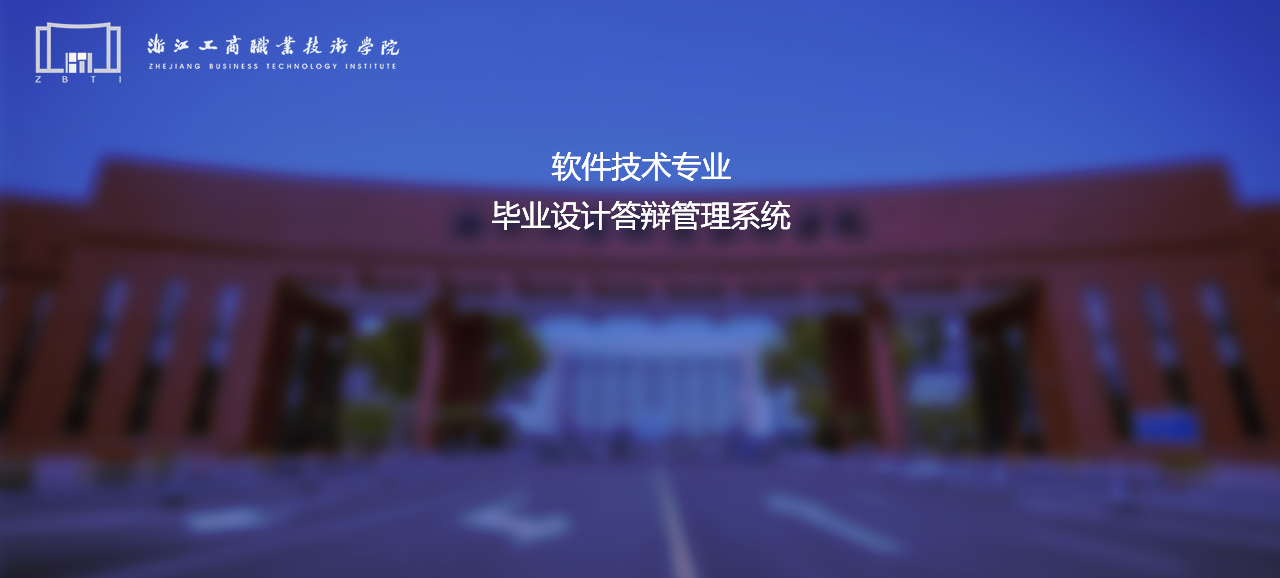 浙江工商職業技術學院
ZHEJIANG BUSINESS TECHNOLOGY INSTITUTE
ZBTI
软件技术专业
毕业设计答辩管理系统